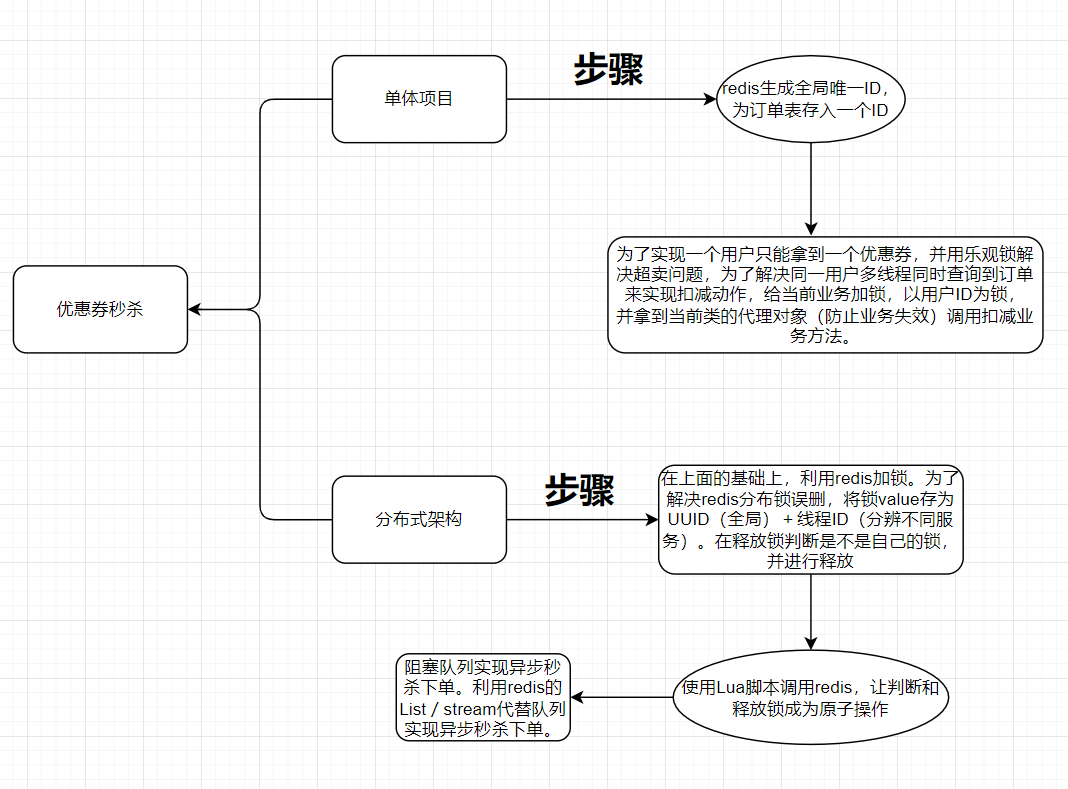 步骤
单体项目
redis生成全局唯一ID，
为订单表存入一个ID
为了实现一个用户只能拿到一个优惠券，并用乐观锁解
决超卖问题，为了解决同一用户多线程同时查询到订单
来实现扣减动作，给当前业务加锁，以用户ID为锁，
并拿到当前类的代理对象（防止业务失效）调用扣减业
务方法。
优惠券秒杀
步骤
分布式架构
在上面的基础上，利用redis加锁。为了
解决redis分布锁误删，将锁value存为
UUID（全局）＋线程ID（分辨不同服
务）。在释放锁判断是不是自己的锁，
并进行释放
使用Lua脚本调用redis，让判断和
释放锁成为原子操作
阻塞队列实现异步秒
杀下单。利用redis的
List / stream代替队列
实现异步秒杀下单。